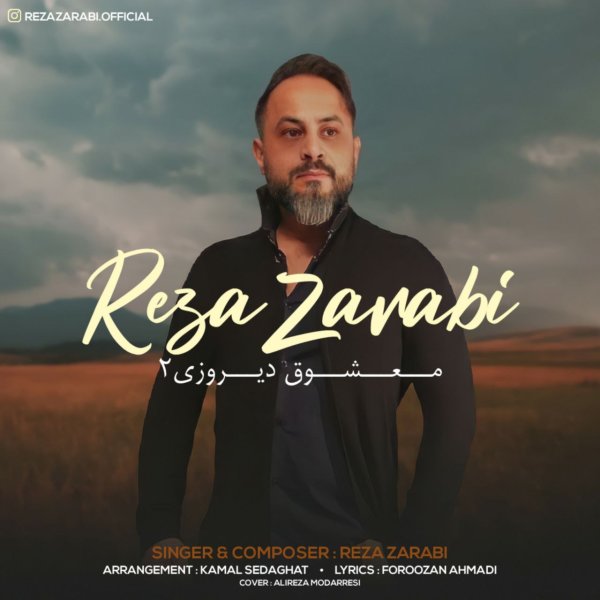 REZAZARABI.OFFICIAL
Reza Zarabi
معشوق دیروزی ۲
SINGER & COMPOSER : REZA ZARABI
ARRANGEMENT : KAMAL SEDAGHAT • LYRICS : FOROOZAN AHMADI
COVER : ALIREZA MODARRESI